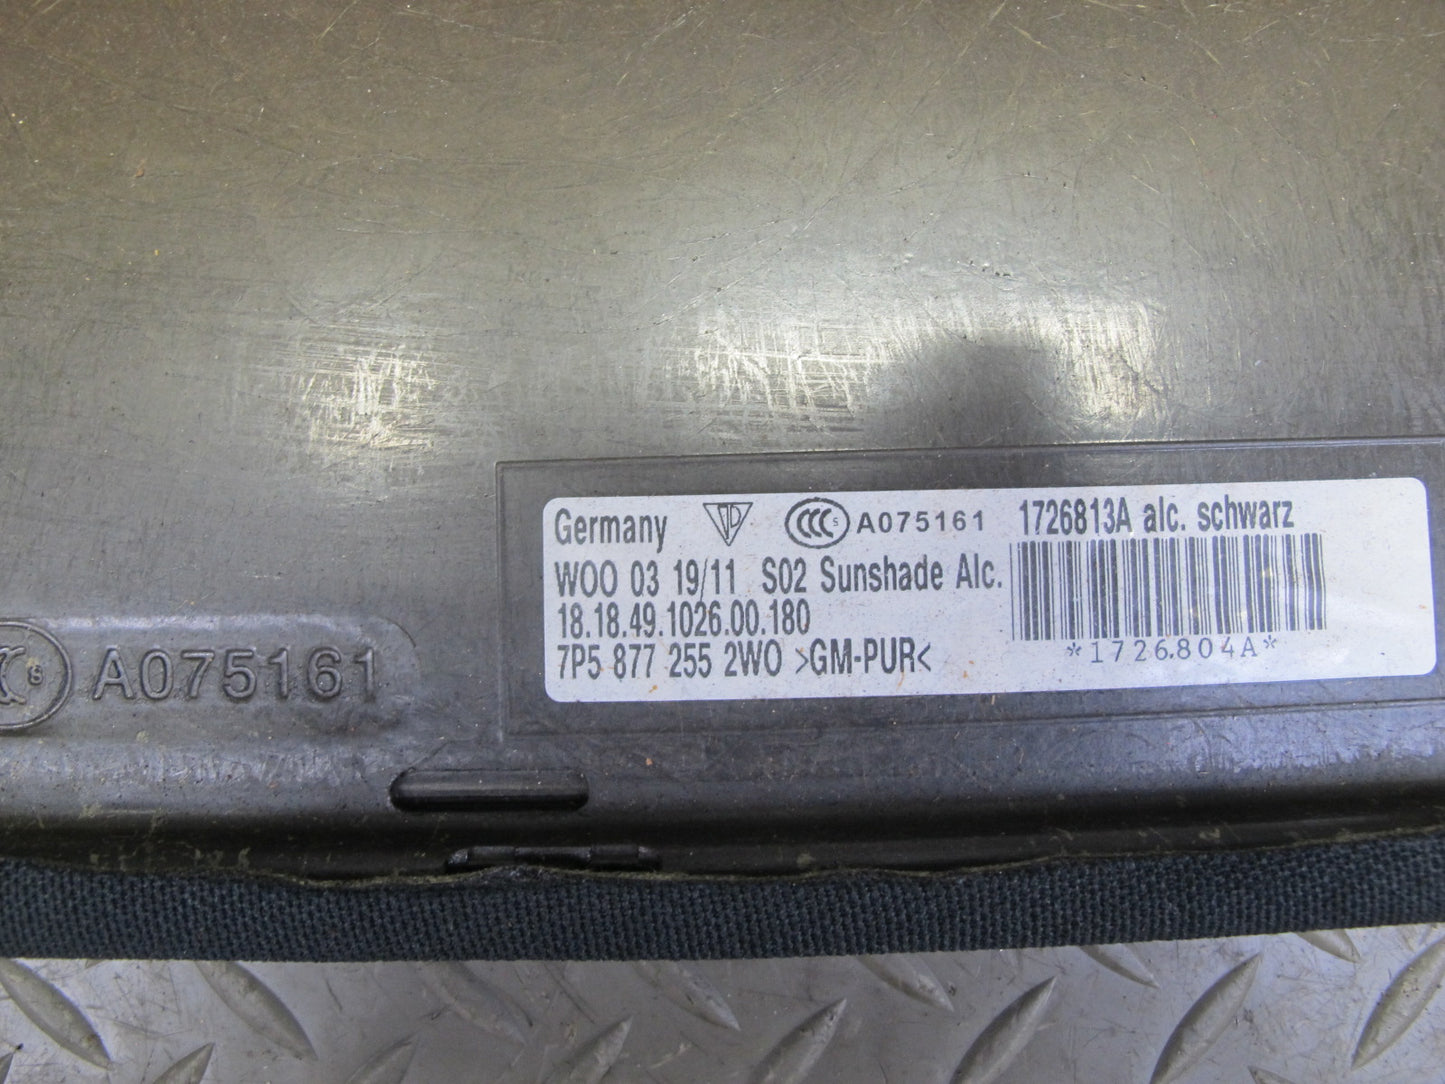 Germany CCC S A075161 1726813A alc. schwarz
WOO 03 19/11 S02 Sunshade Alc.
18.18.49.1026.00.180
7P5 877 255 2WO >GM-PUR<
*1726804A*
S A075161